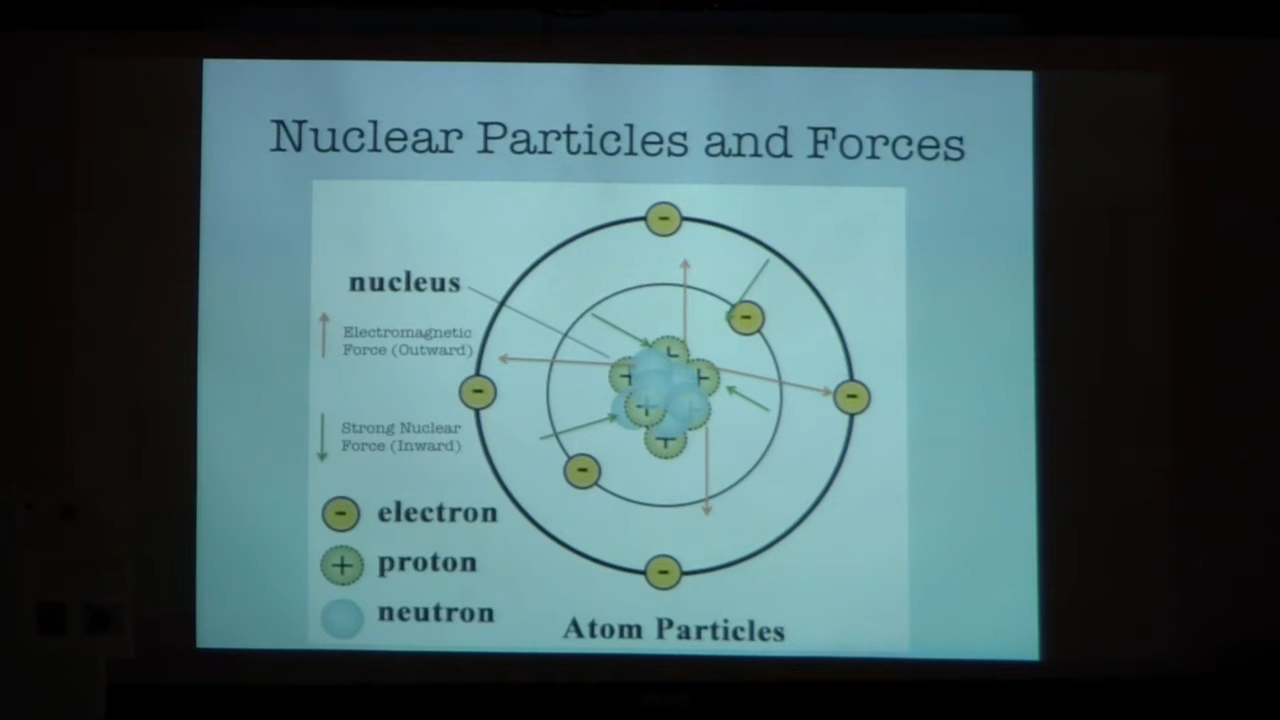 Nuclear Particles and Forces
nucleus
Electromagnetic
Force (Outward)
Strong Nuclear
Force (Inward)
electron
proton
neutron
Atom Particles